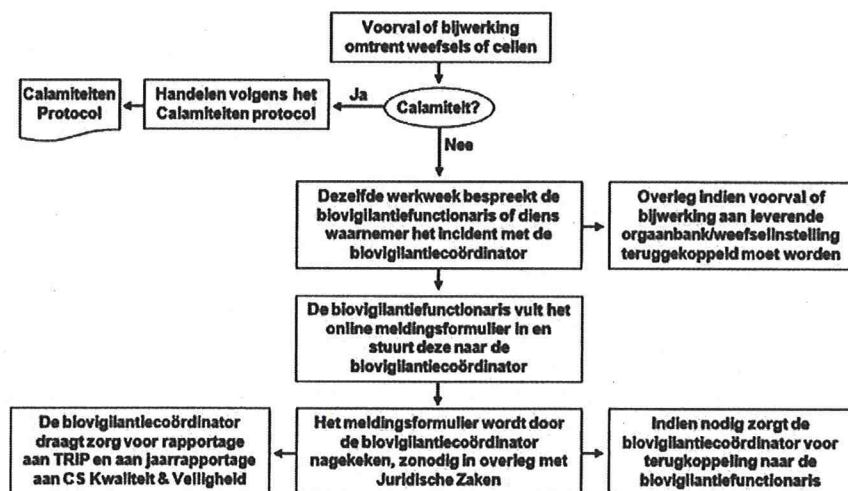 Voorval of bijwerking
omtrent weefsels of cellen
Calamiteiten
Protocol
Handelen volgens het
Calamiteiten protocol
Ja
Calamiteit?
Nee
Dezelfde werkweek bespreekt de
biovigilantiefunctionaris of diens
waarnemer het incident met de
biovigilantiecoördinator
Overleg indien voorval of
bijwerking aan leverende
orgaanbank/weefselinstelling
teruggekoppeld moet worden
De biovigilantiefunctionaris vult het
online meldingsformulier in en
stuurt deze naar de
biovigilantiecoördinator
De biovigilantiecoördinator
draagt zorg voor rapportage
aan TRIP en aan jaarrapportage
aan CS Kwaliteit & Veiligheid
Het meldingsformulier wordt door
de biovigilantiecoördinator
nagekeken, zonodig in overleg met
Juridische Zaken
Indien nodig zorgt de
biovigilantiecoördinator voor
terugkoppeling naar de
biovigilantiefunctionaris